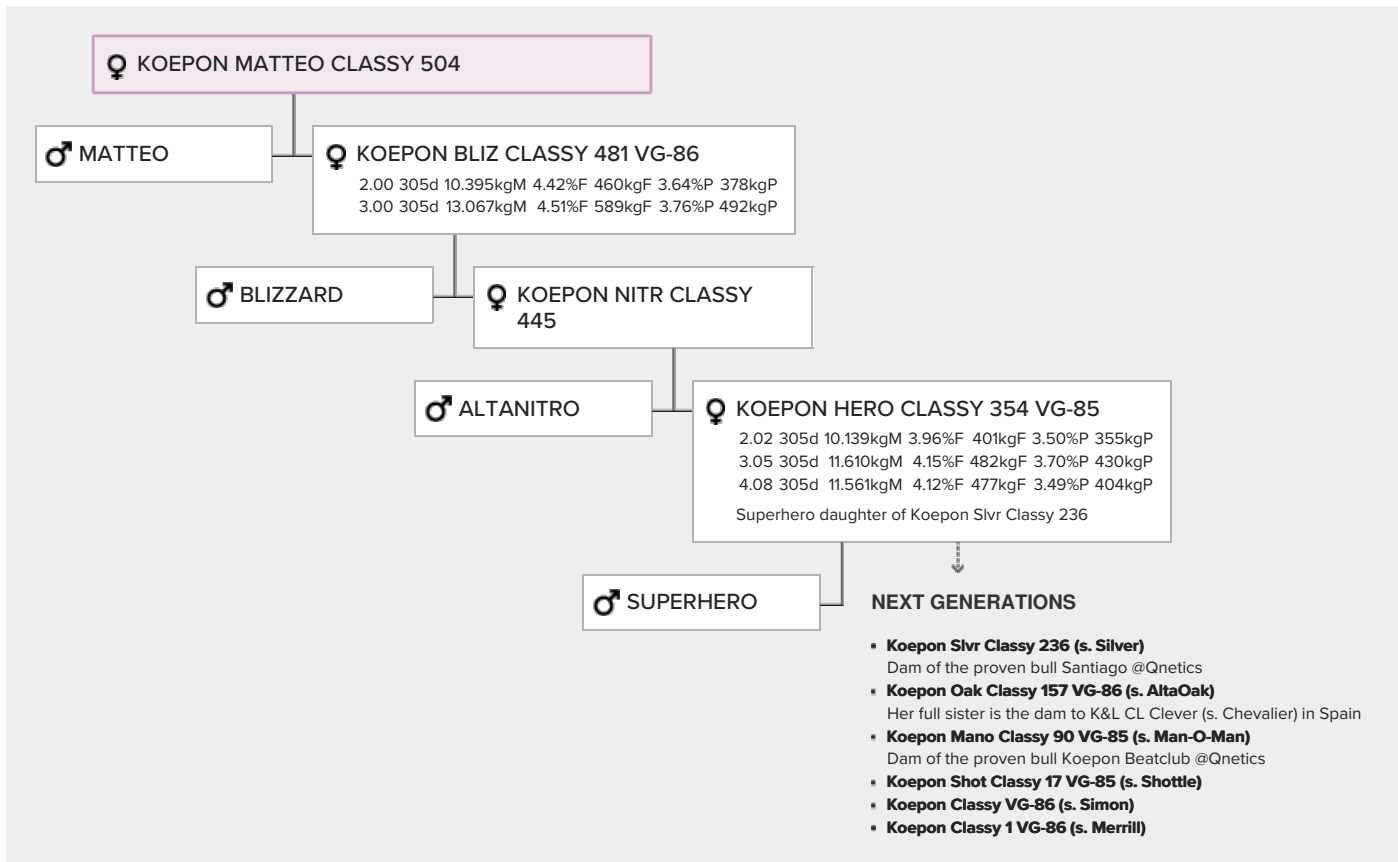 KOEPON MATTEO CLASSY 504
MATTEO
KOEPON BLIZ CLASSY 481 VG-86
2.00 305d 10.395kgM 4.42%F 460kgF 3.64%P 378kgP
3.00 305d 13.067kgM 4.51%F 589kgF 3.76%P 492kgP
BLIZZARD
KOEPON NITR CLASSY
445
ALTANITRO
KOEPON HERO CLASSY 354 VG-85
2.02 305d 10.139kgM 3.96%F 401kgF 3.50%P 355kgP
3.05 305d 11.610kgM 4.15%F 482kgF 3.70%P 430kgP
4.08 305d 11.561kgM 4.12%F 477kgF 3.49%P 404kgP
Superhero daughter of Koepon Slvr Classy 236
SUPERHERO
NEXT GENERATIONS
• Koepon Slvr Classy 236 (s. Silver)
Dam of the proven bull Santiago @Qnetics
• Koepon Oak Classy 157 VG-86 (s. AltaOak)
Her full sister is the dam to K&L CL Clever (s. Chevalier) in Spain
• Koepon Mano Classy 90 VG-85 (s. Man-O-Man)
Dam of the proven bull Koepon Beatclub @Qnetics
• Koepon Shot Classy 17 VG-85 (s. Shottle)
• Koepon Classy VG-86 (s. Simon)
• Koepon Classy 1 VG-86 (s. Merrill)